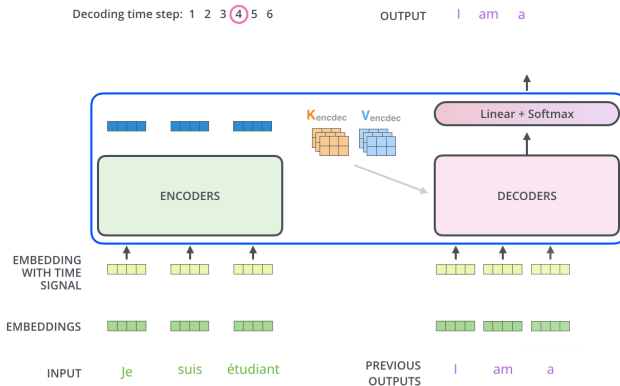 Decoding time step: 1 2 3 4 5 6
OUTPUT I am a
Kencdec Vencdec
Linear + Softmax
ENCODERS
DECODERS
EMBEDDING
WITH TIME
SIGNAL
EMBEDDINGS
INPUT Je suis étudiant
PREVIOUS
OUTPUTS
I am a